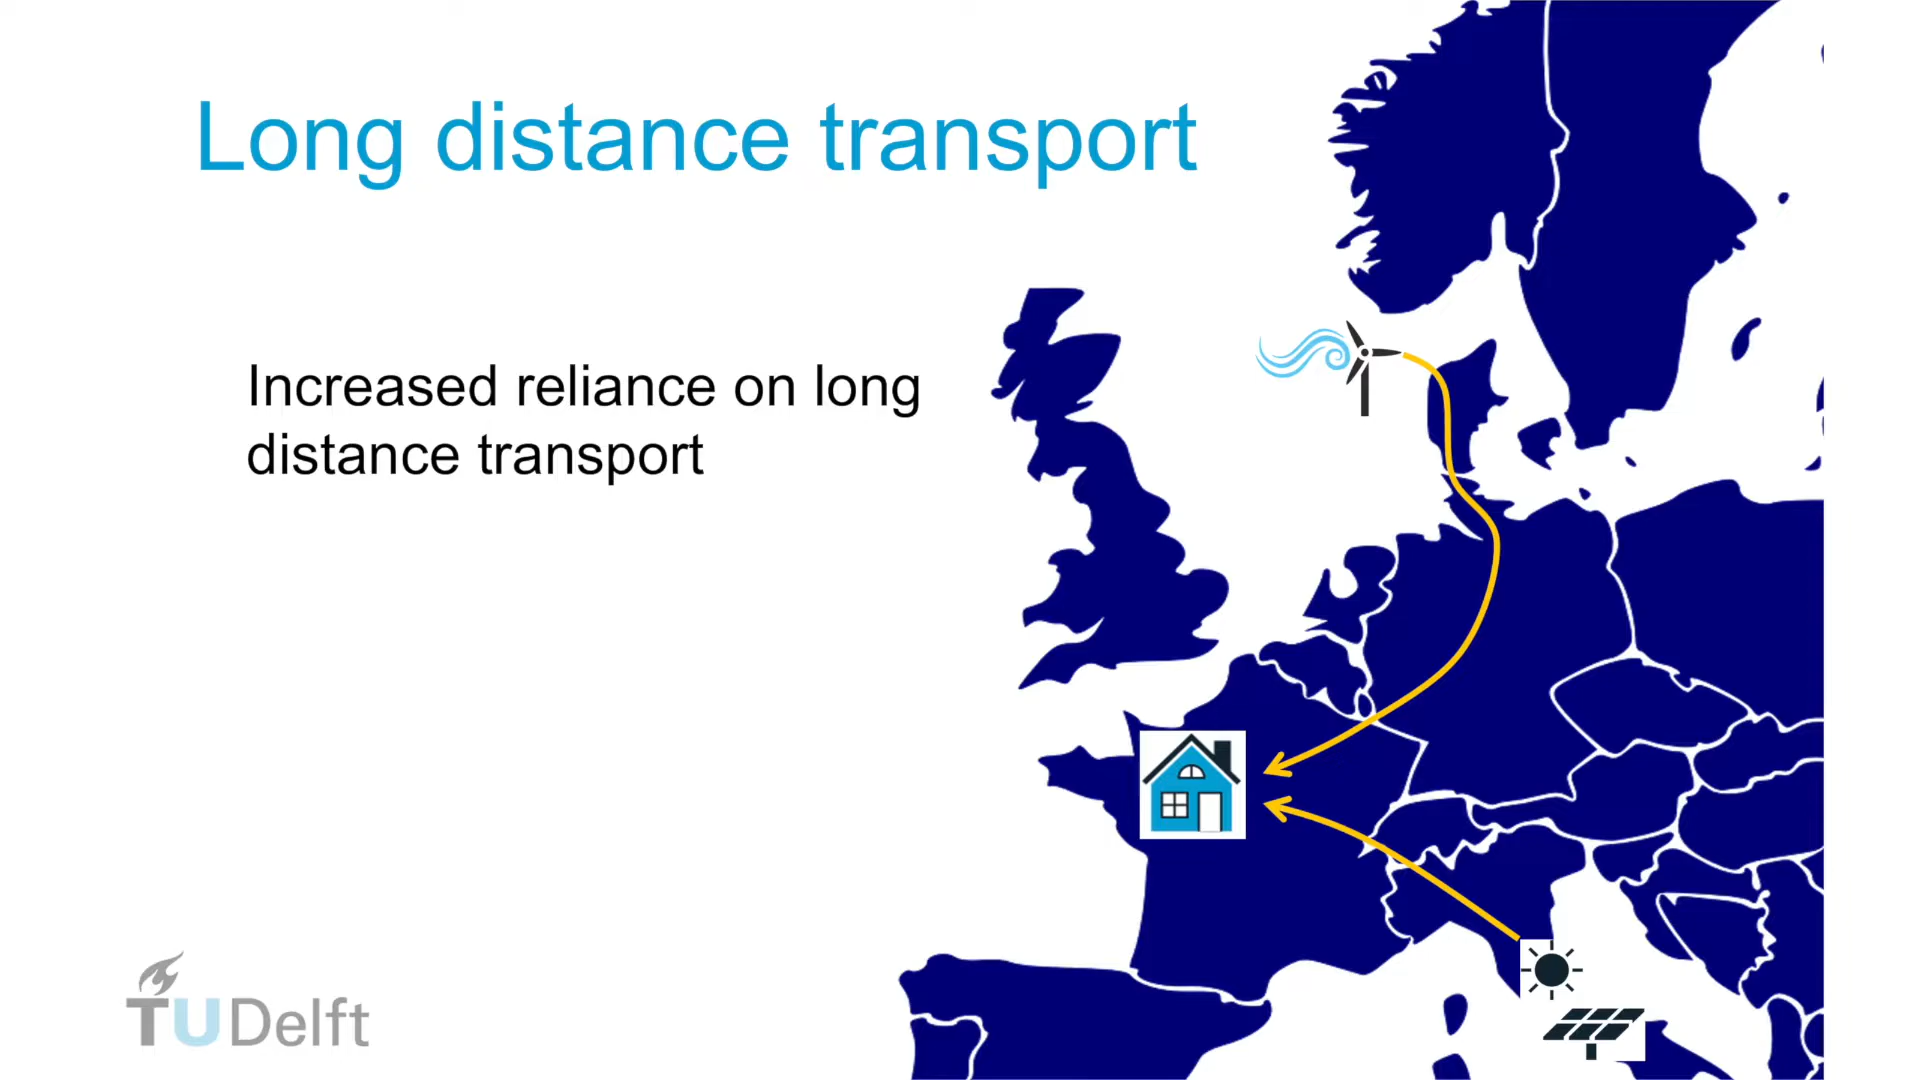 Long distance transport
Increased reliance on long
distance transport
TUDelft